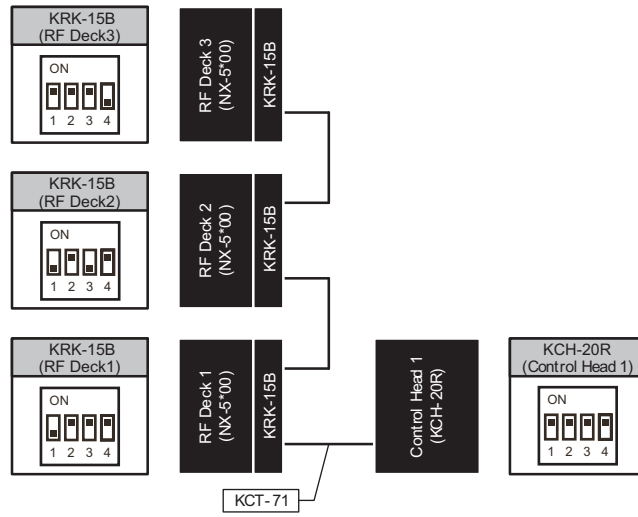 KRK-15B
(RF Deck3)
ON
1 2 3 4
RF Deck 3
(NX-5*00)
KRK-15B
KRK-15B
(RF Deck2)
ON
1 2 3 4
RF Deck 2
(NX-5*00)
KRK-15B
KRK-15B
(RF Deck1)
ON
1 2 3 4
RF Deck 1
(NX-5*00)
KRK-15B
Control Head 1
(KCH-20R)
KCH-20R
(Control Head 1)
ON
1 2 3 4
KCT-71